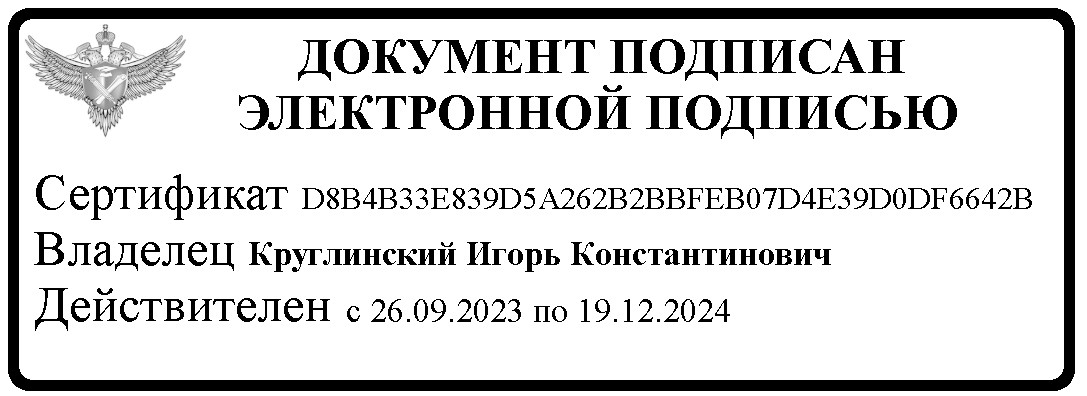 ДОКУМЕНТ ПОДПИСАН
ЭЛЕКТРОННОЙ ПОДПИСЬЮ
Сертификат D8B4B33E839D5A262B2BBFEB07D4E39D0DF6642B
Владелец Круглинский Игорь Константинович
Действителен с 26.09.2023 по 19.12.2024